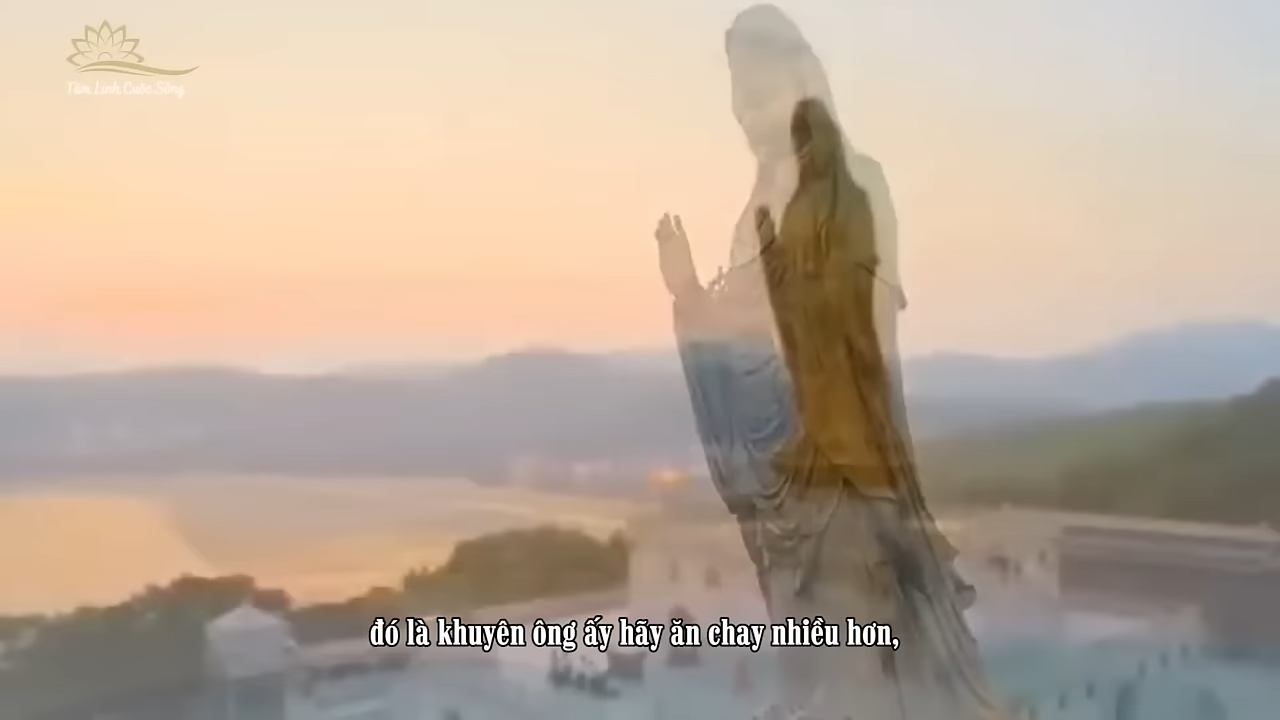 Tâm Linh Cuộc Sống
đó là khuyên ông ấy hãy ăn chay nhiều hơn,